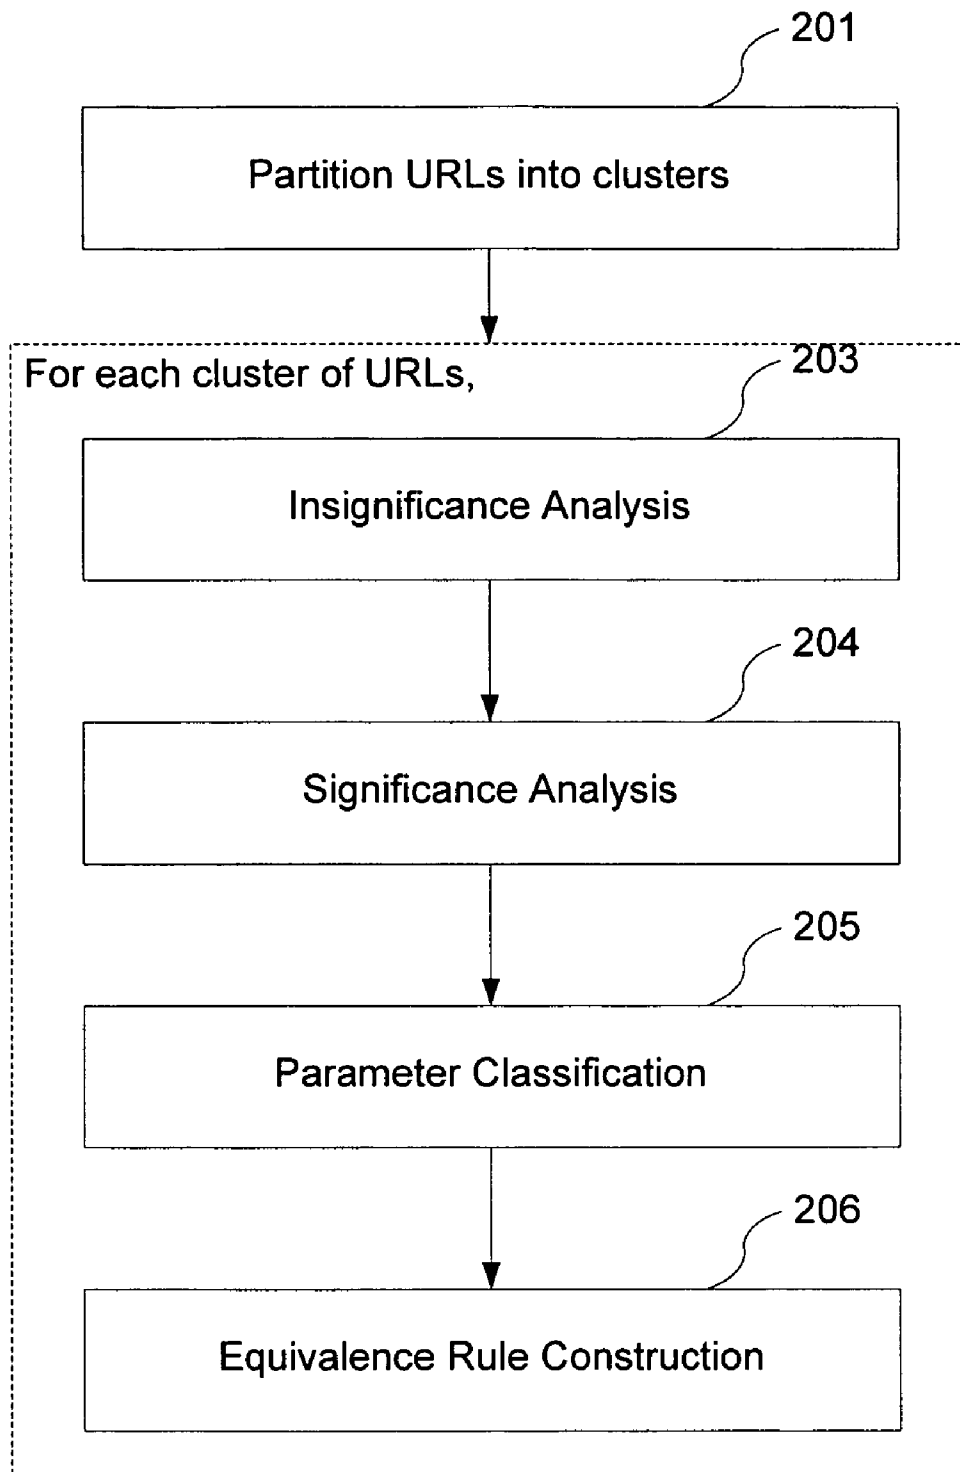 201
Partition URLs into clusters
For each cluster of URLs,
203
Insignificance Analysis
204
Significance Analysis
205
Parameter Classification
206
Equivalence Rule Construction